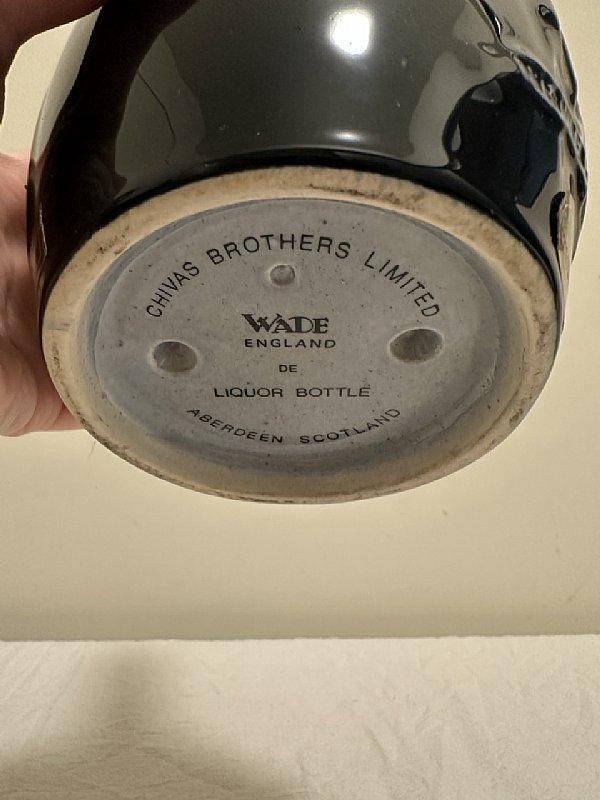 CHIVAS BROTHERS LIMITED
WADE
ENGLAND
DE
LIQUOR BOTTLE
ABERDEEN SCOTLAND